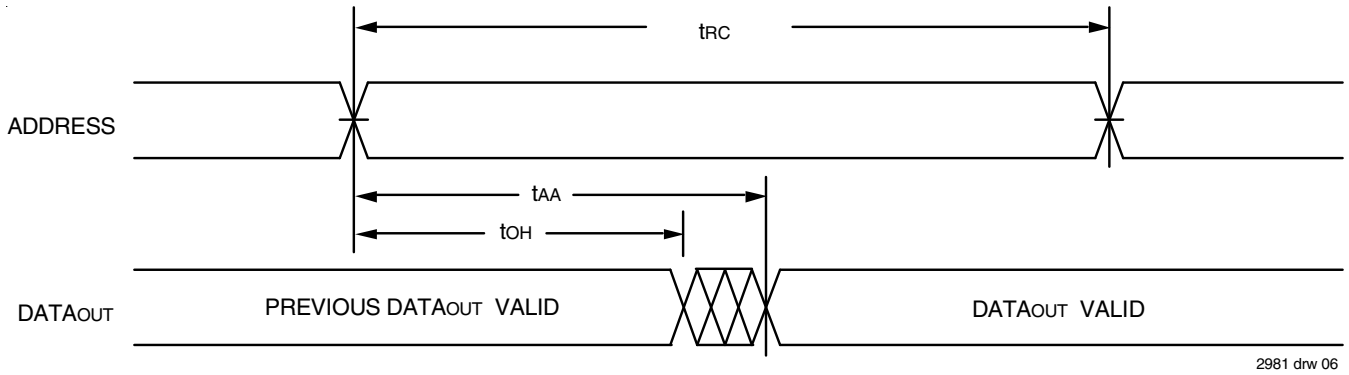 tRC
ADDRESS
tAA
tOH
DATAOUT
PREVIOUS DATAOUT VALID
DATAOUT VALID
2981 drw 06